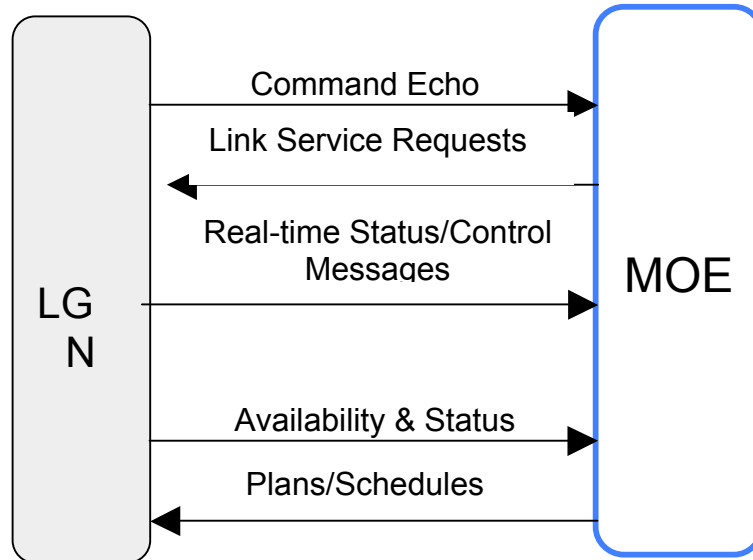 Command Echo
Link Service Requests
Real-time Status/Control
Messages
LG
N
MOE
Availability & Status
Plans/Schedules